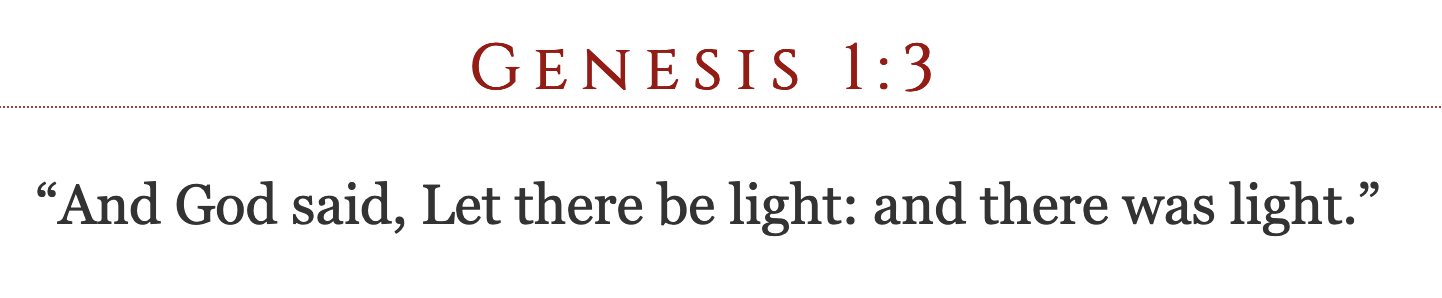 Genesis 1:3
“And God said, Let there be light: and there was light.”